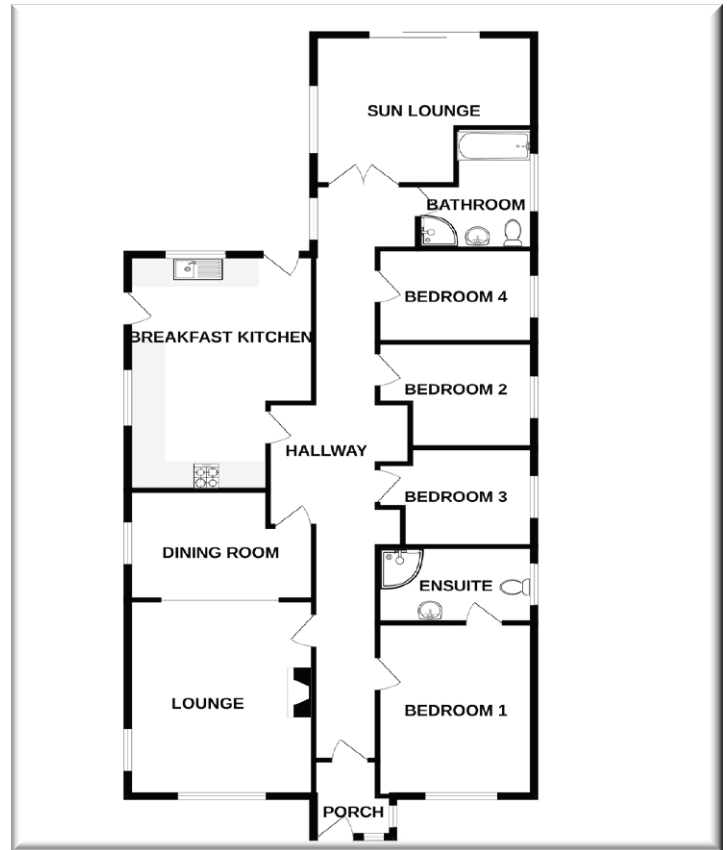 SUN LOUNGE
BATHROOM
BEDROOM 4
BREAKFAST KITCHEN
BEDROOM 2
HALLWAY
BEDROOM 3
DINING ROOM
ENSUITE
LOUNGE
BEDROOM 1
PORCH